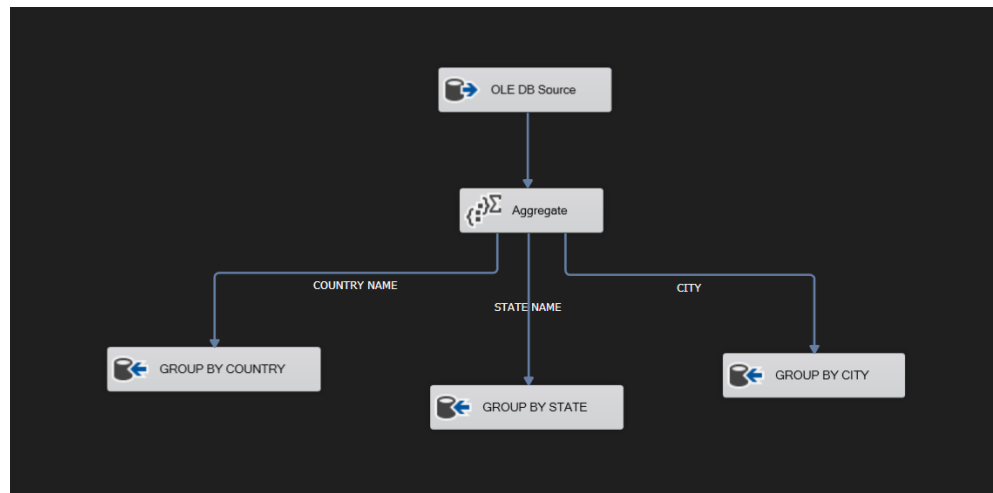 OLE DB Source
Aggregate
COUNTRY NAME
STATE NAME
CITY
GROUP BY COUNTRY
GROUP BY STATE
GROUP BY CITY